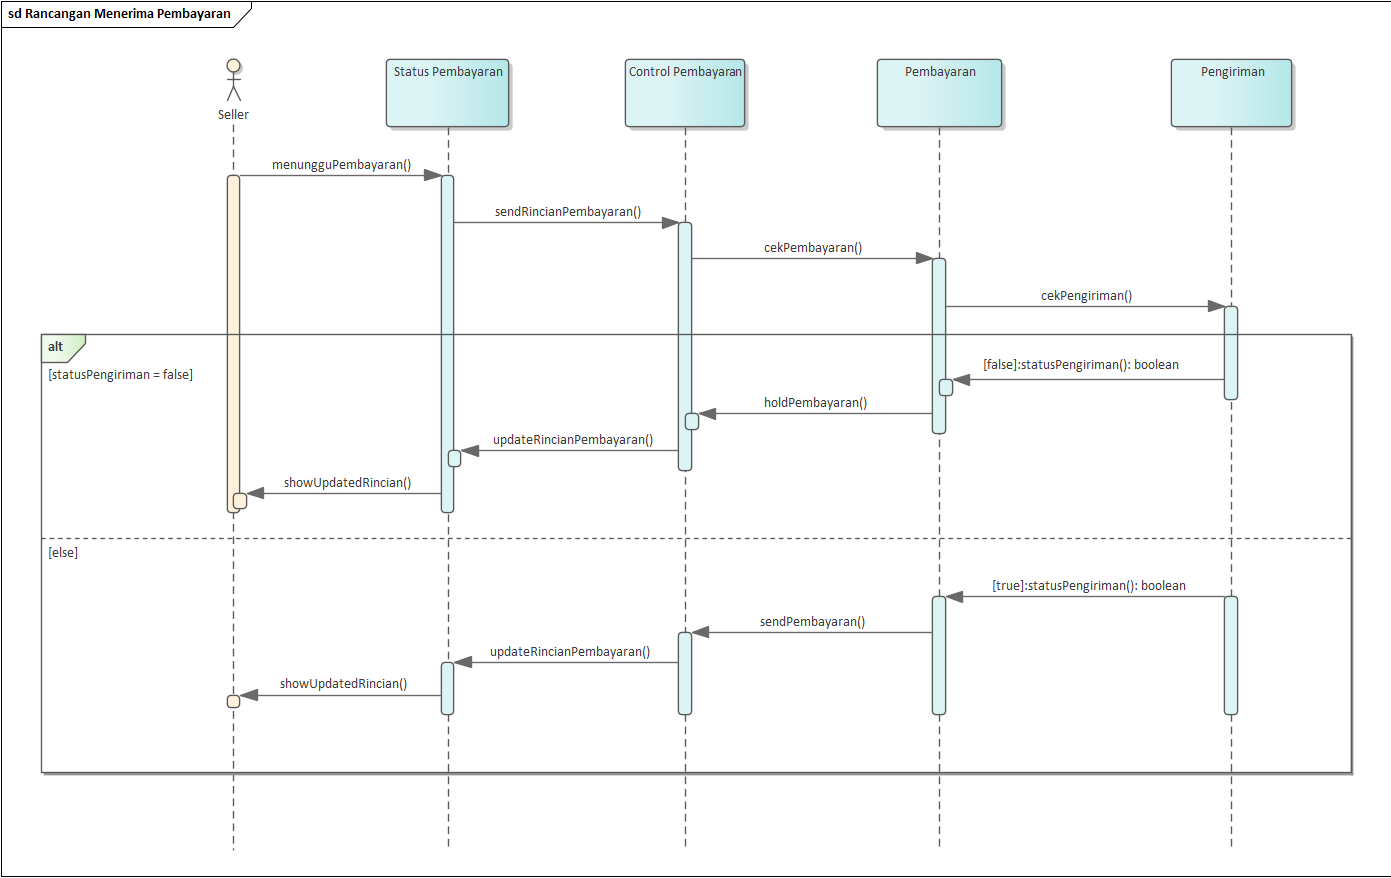 sd Rancangan Menerima Pembayaran
Seller
Status Pembayaran
Control Pembayaran
Pembayaran
Pengiriman
menungguPembayaran()
sendRincianPembayaran()
cekPembayaran()
cekPengiriman()
alt
[statusPengiriman = false]
[false]:statusPengiriman(): boolean
holdPembayaran()
updateRincianPembayaran()
showUpdatedRincian()
[else]
[true]:statusPengiriman(): boolean
sendPembayaran()
updateRincianPembayaran()
showUpdatedRincian()